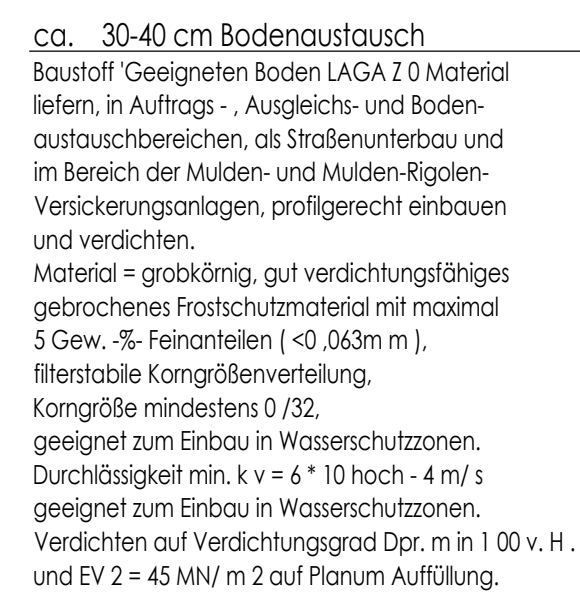 ca. 30-40 cm Bodenaustausch
Baustoff 'Geeigneten Boden LAGA Z 0 Material
liefern, in Auftrags - , Ausgleichs- und Boden-
austauschbereichen, als Straßenunterbau und
im Bereich der Mulden- und Mulden-Rigolen-
Versickerungsanlagen, profilgerecht einbauen
und verdichten.
Material = grobkörnig, gut verdichtungsfähiges
gebrochenes Frostschutzmaterial mit maximal
5 Gew. -%- Feinanteilen ( <0 ,063m m ),
filterstabile Korngrößenverteilung,
Korngröße mindestens 0 /32,
geeignet zum Einbau in Wasserschutzzonen.
Durchlässigkeit min. k v = 6 * 10 hoch - 4 m/ s
geeignet zum Einbau in Wasserschutzzonen.
Verdichten auf Verdichtungsgrad Dpr. m in 1 00 v. H .
und EV 2 = 45 MN/ m 2 auf Planum Auffüllung.